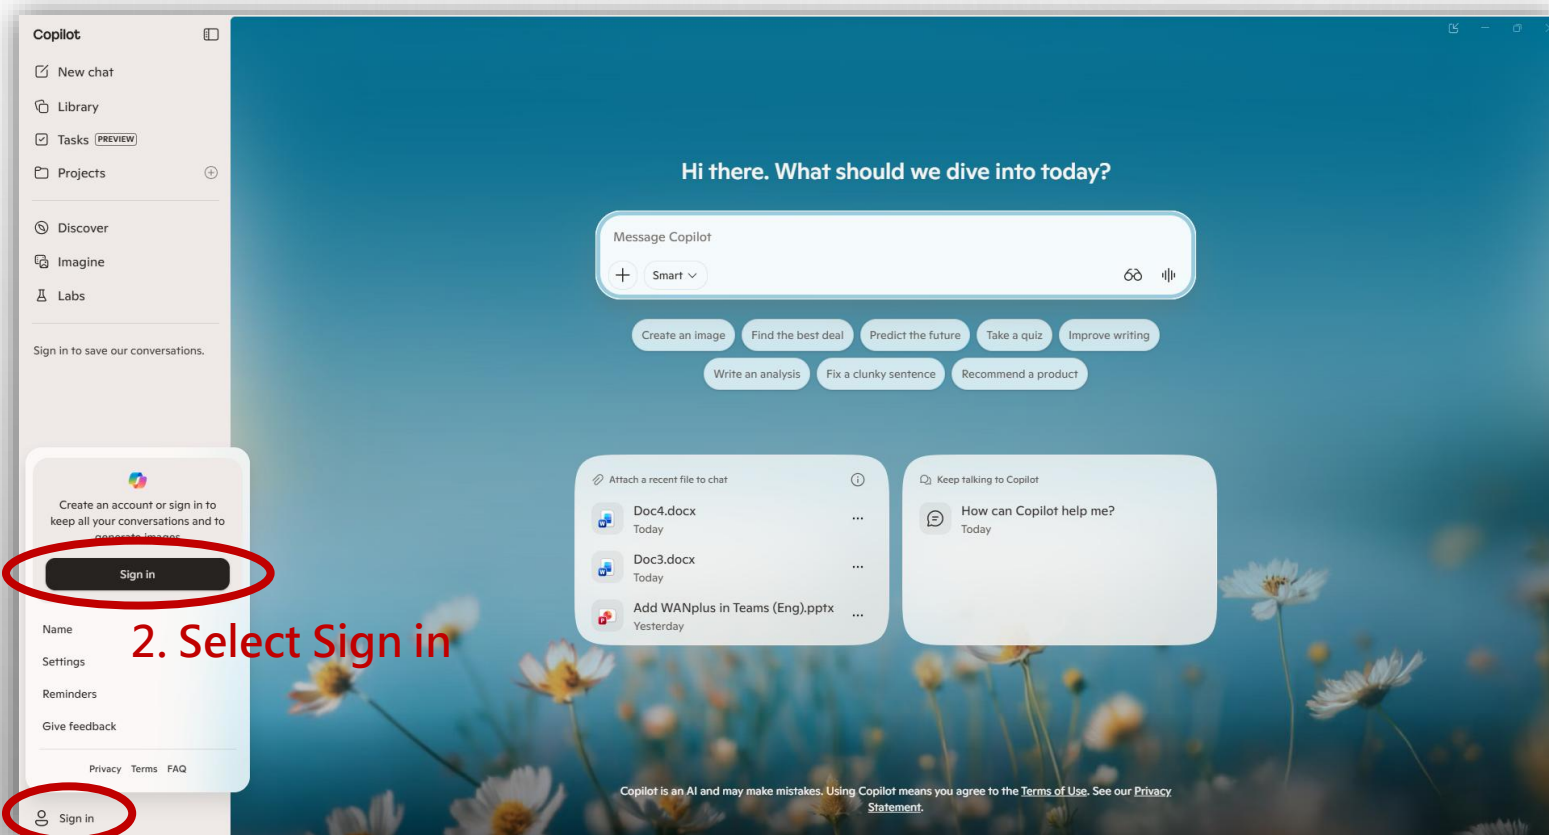 Copilot
New chat
Library
Tasks PREVIEW
Projects
Discover
Imagine
Labs
Sign in to save our conversations.
Create an account or sign in to
keep all your conversations and to
generate images
Sign in
2. Select Sign in
Name
Settings
Reminders
Give feedback
Privacy Terms FAQ
Sign in
Hi there. What should we dive into today?
Message Copilot
Smart
Create an image
Find the best deal
Predict the future
Take a quiz
Improve writing
Write an analysis
Fix a clunky sentence
Recommend a product
Attach a recent file to chat
Doc4.docx
Today
Doc3.docx
Today
Add WANplus in Teams (Eng).pptx
Yesterday
Keep talking to Copilot
How can Copilot help me?
Today
Copilot is an AI and may make mistakes. Using Copilot means you agree to the Terms of Use. See our Privacy
Statement.